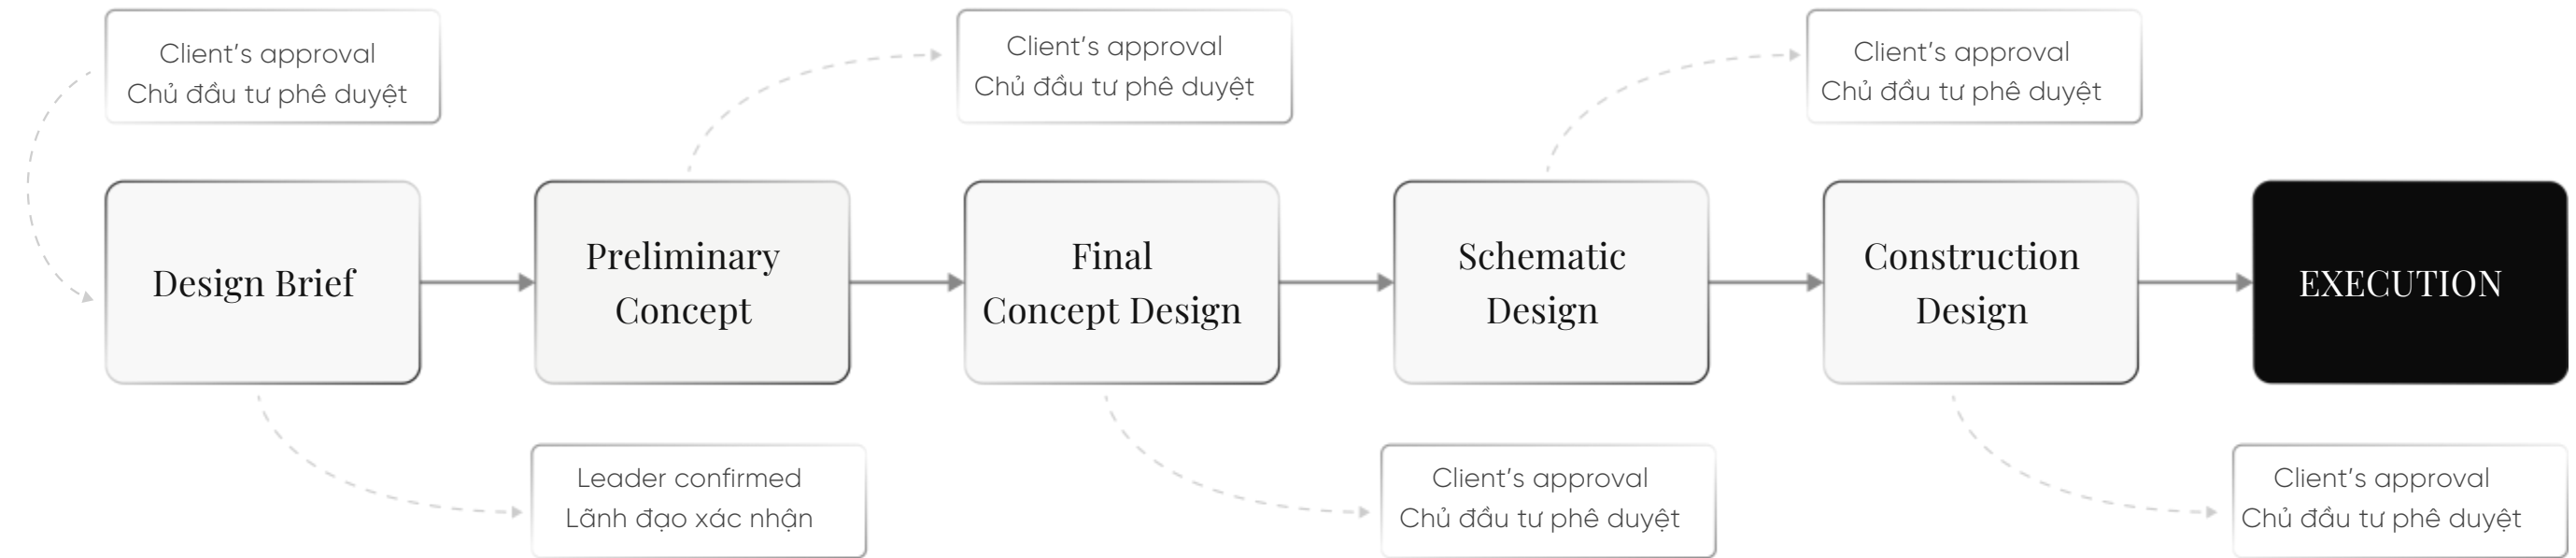 Client's approval
Chủ đầu tư phê duyệt
Client's approval
Chủ đầu tư phê duyệt
Client's approval
Chủ đầu tư phê duyệt
Design Brief
Preliminary
Concept
Final
Concept Design
Schematic
Design
Construction
Design
EXECUTION
Leader confirmed
Lãnh đạo xác nhận
Client's approval
Chủ đầu tư phê duyệt
Client's approval
Chủ đầu tư phê duyệt